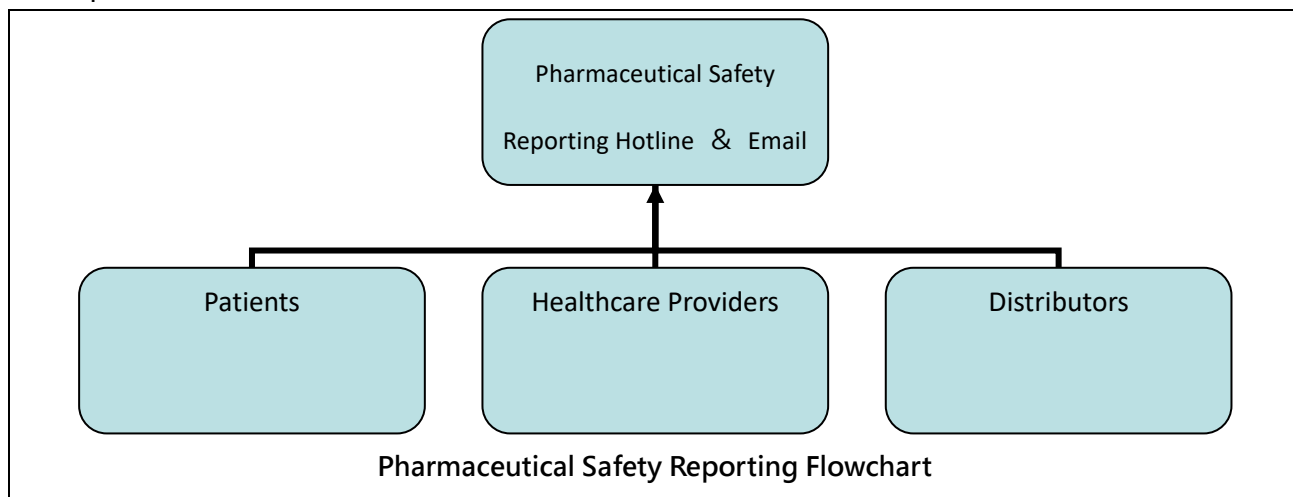 Pharmaceutical Safety
Reporting Hotline & Email
Patients
Healthcare Providers
Distributors
Pharmaceutical Safety Reporting Flowchart